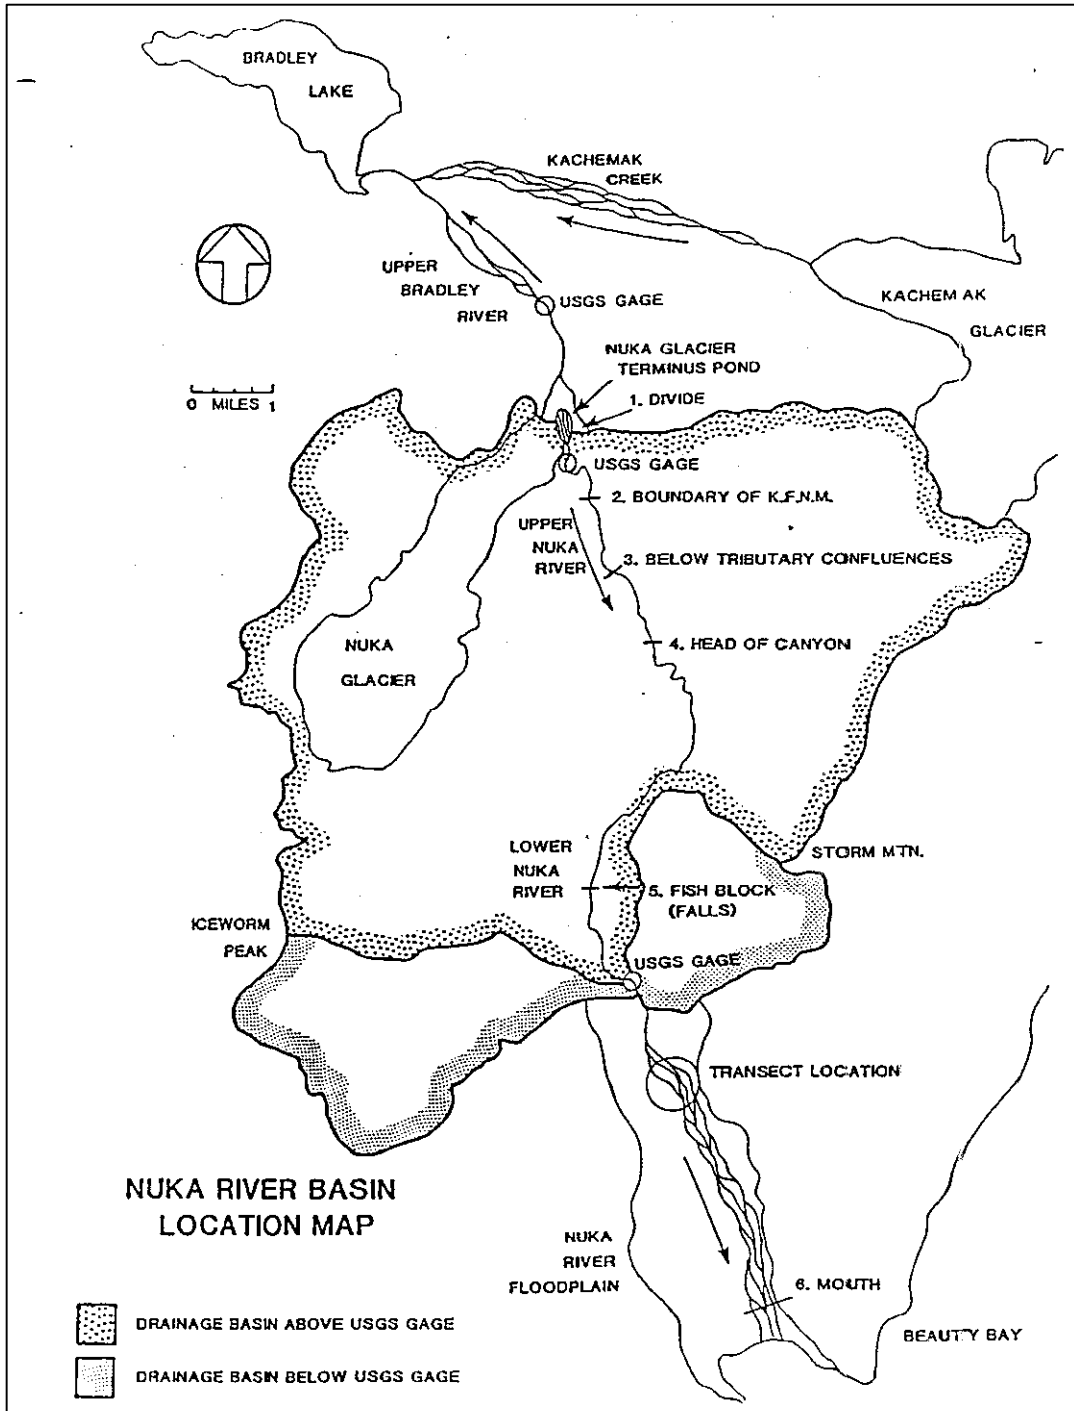 BRADLEY
LAKE
KACHEMAK
CREEK
UPPER
BRADLEY
RIVER
USGS GAGE
KACHEMAK
GLACIER
NUKA GLACIER
TERMINUS POND
1. DIVIDE
0 MILES 1
USGS GAGE
2. BOUNDARY OF K.F.N.M.
UPPER
NUKA
RIVER
3. BELOW TRIBUTARY CONFLUENCES
4. HEAD OF CANYON
NUKA
GLACIER
LOWER
NUKA
RIVER
STORM MTN.
5. FISH BLOCK
(FALLS)
ICEWORM
PEAK
USGS GAGE
TRANSECT LOCATION
NUKA RIVER BASIN
LOCATION MAP
NUKA
RIVER
FLOODPLAIN
6. MOUTH
BEAUTY BAY
DRAINAGE BASIN ABOVE USGS GAGE
DRAINAGE BASIN BELOW USGS GAGE